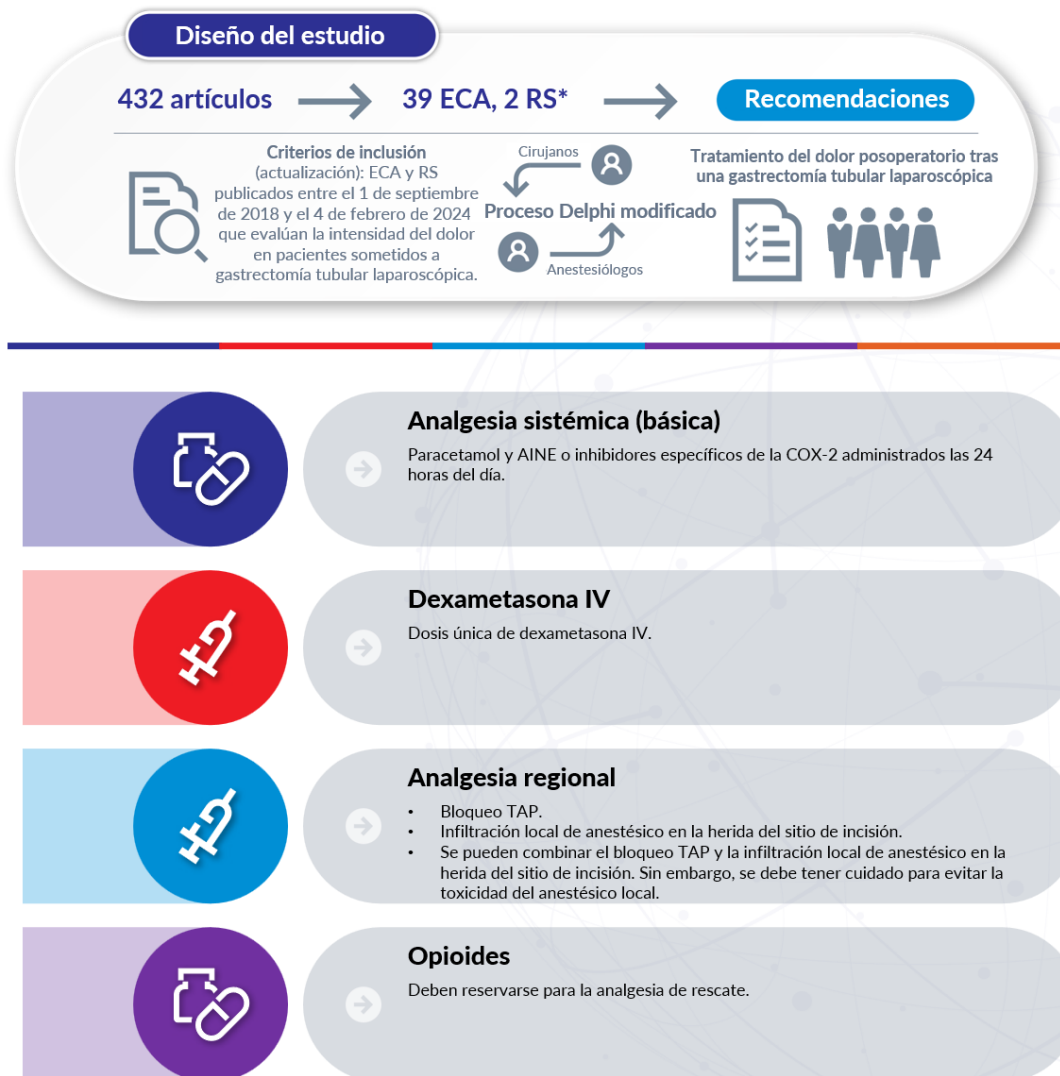 Diseño del estudio
432 artículos
39 ECA, 2 RS*
Recomendaciones
Criterios de inclusión
(actualización): ECA y RS
publicados entre el 1 de septiembre
de 2018 y el 4 de febrero de 2024
que evalúan la intensidad del dolor
en pacientes sometidos a
gastrectomía tubular laparoscópica.
Cirujanos
Proceso Delphi modificado
Anestesiólogos
Tratamiento del dolor posoperatorio tras
una gastrectomía tubular laparoscópica
Analgesia sistémica (básica)
Paracetamol y AINE o inhibidores específicos de la COX-2 administrados las 24
horas del día.
Dexametasona IV
Dosis única de dexametasona IV.
Analgesia regional
• Bloqueo TAP.
• Infiltración local de anestésico en la herida del sitio de incisión.
• Se pueden combinar el bloqueo TAP y la infiltración local de anestésico en la
herida del sitio de incisión. Sin embargo, se debe tener cuidado para evitar la
toxicidad del anestésico local.
Opioides
Deben reservarse para la analgesia de rescate.